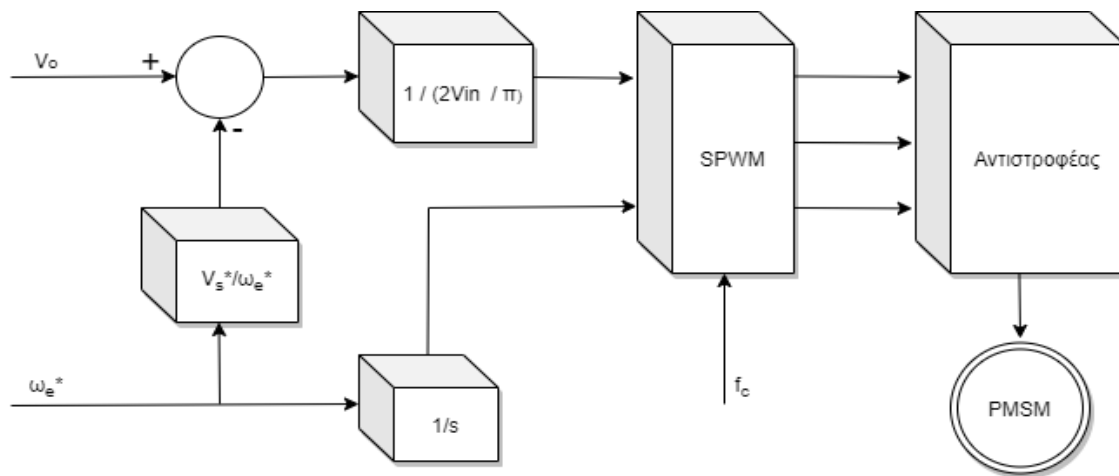 Vo
+
-
1 / (2Vin / π)
SPWM
Αντιστροφέας
Vs*/ωe*
ωe*
1/s
fc
PMSM